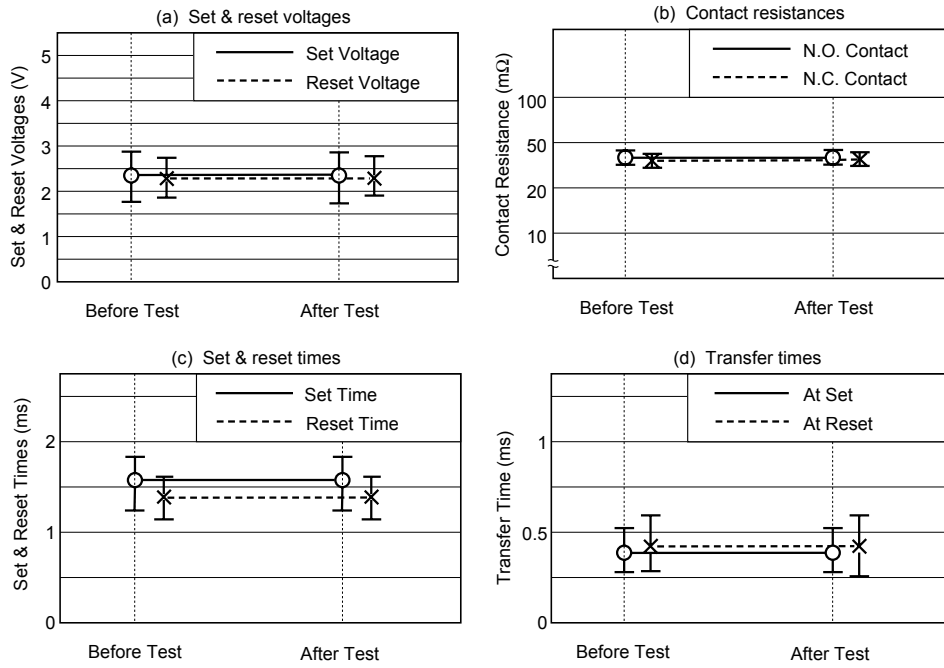 (a) Set & reset voltages
Set Voltage
Reset Voltage
Set & Reset Voltages (V)
5
4
3
2
1
0
Before Test
After Test
(b) Contact resistances
N.O. Contact
N.C. Contact
Contact Resistance (mΩ)
100
50
20
10
Before Test
After Test
(c) Set & reset times
Set Time
Reset Time
Set & Reset Times (ms)
2
1
0
Before Test
After Test
(d) Transfer times
At Set
At Reset
Transfer Time (ms)
1
0.5
0
Before Test
After Test